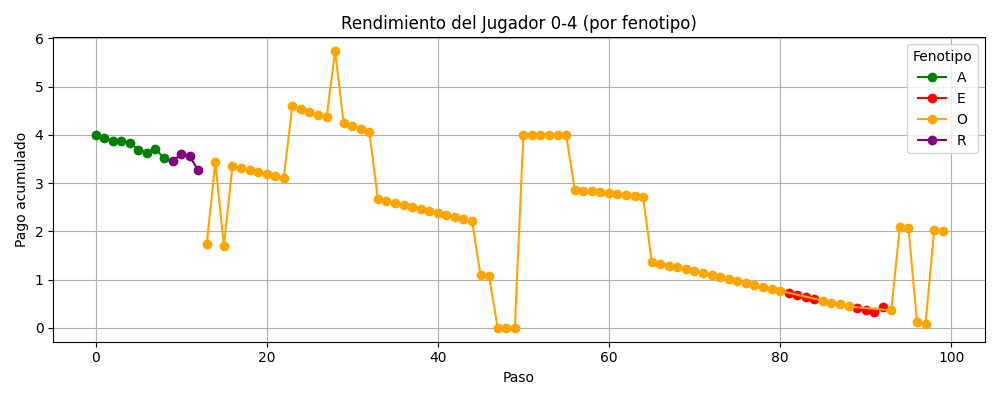 Rendimiento del Jugador 0-4 (por fenotipo)
Pago acumulado
6
5
4
3
2
1
0
Fenotipo
A
E
O
R
0 20 40 60 80 100
Paso